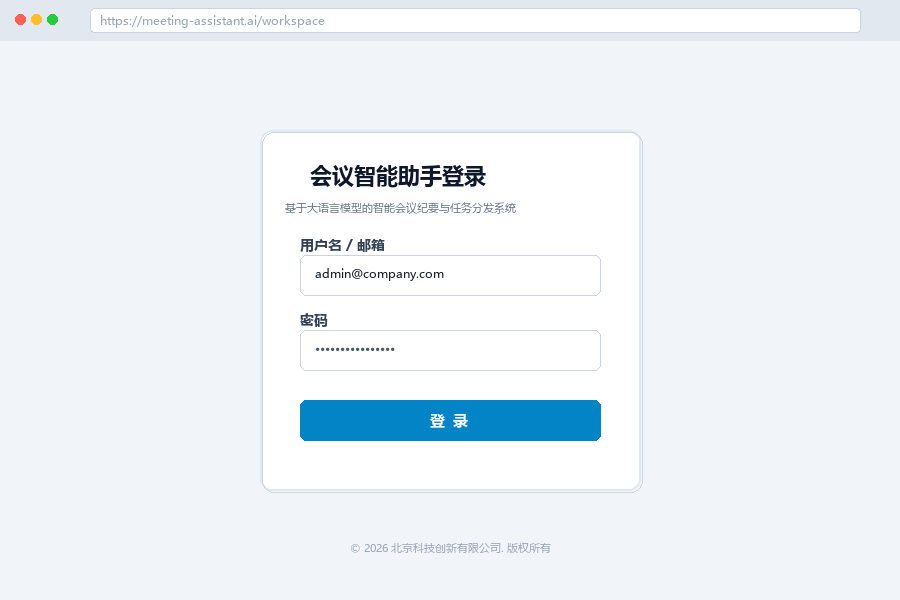 https://meeting-assistant.ai/workspace
会议智能助手登录
基于大语言模型的智能会议纪要与任务分发系统
用户名 / 邮箱
admin@company.com
密码
••••••••••••••••
登 录
© 2026 北京科技创新有限公司. 版权所有